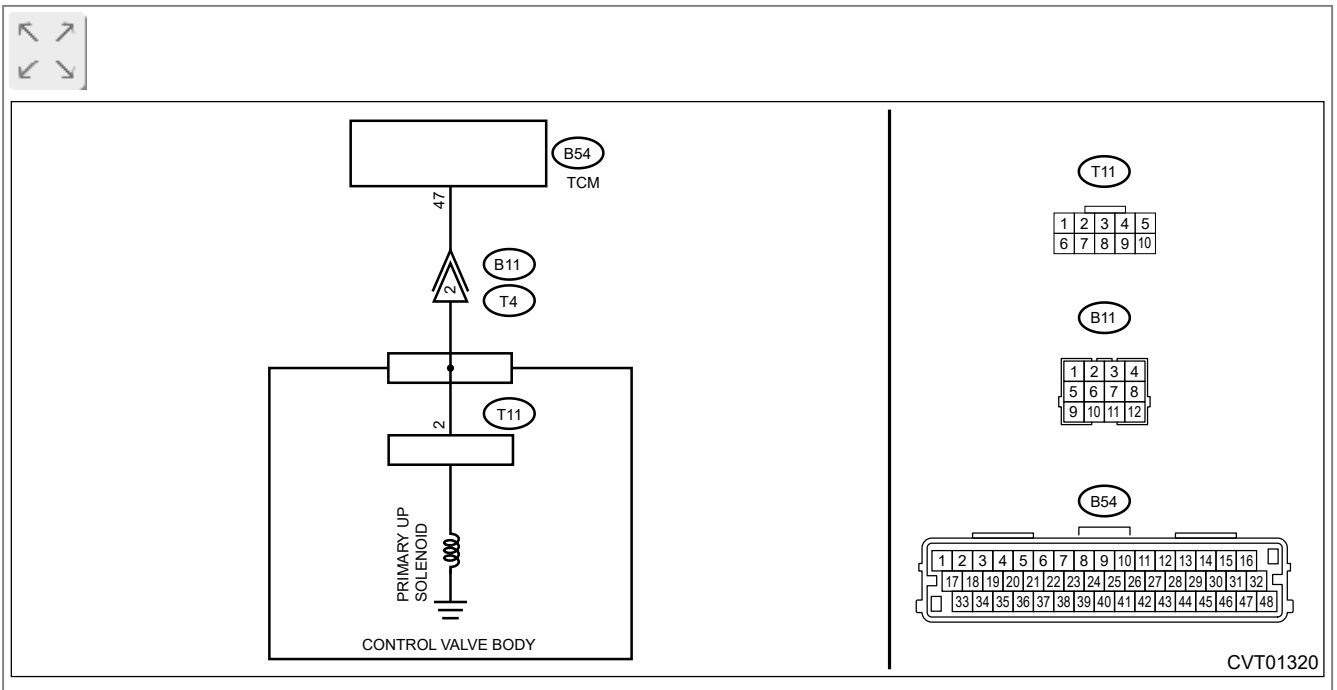 B54
TCM
47
B11
2
T4
T11
2
PRIMARY UP
SOLENOID
CONTROL VALVE BODY
T11
1 2 3 4 5
6 7 8 9 10
B11
1 2 3 4
5 6 7 8
9 10 11 12
B54
1 2 3 4 5 6 7 8 9 10 11 12 13 14 15 16
17 18 19 20 21 22 23 24 25 26 27 28 29 30 31 32
33 34 35 36 37 38 39 40 41 42 43 44 45 46 47 48
CVT01320